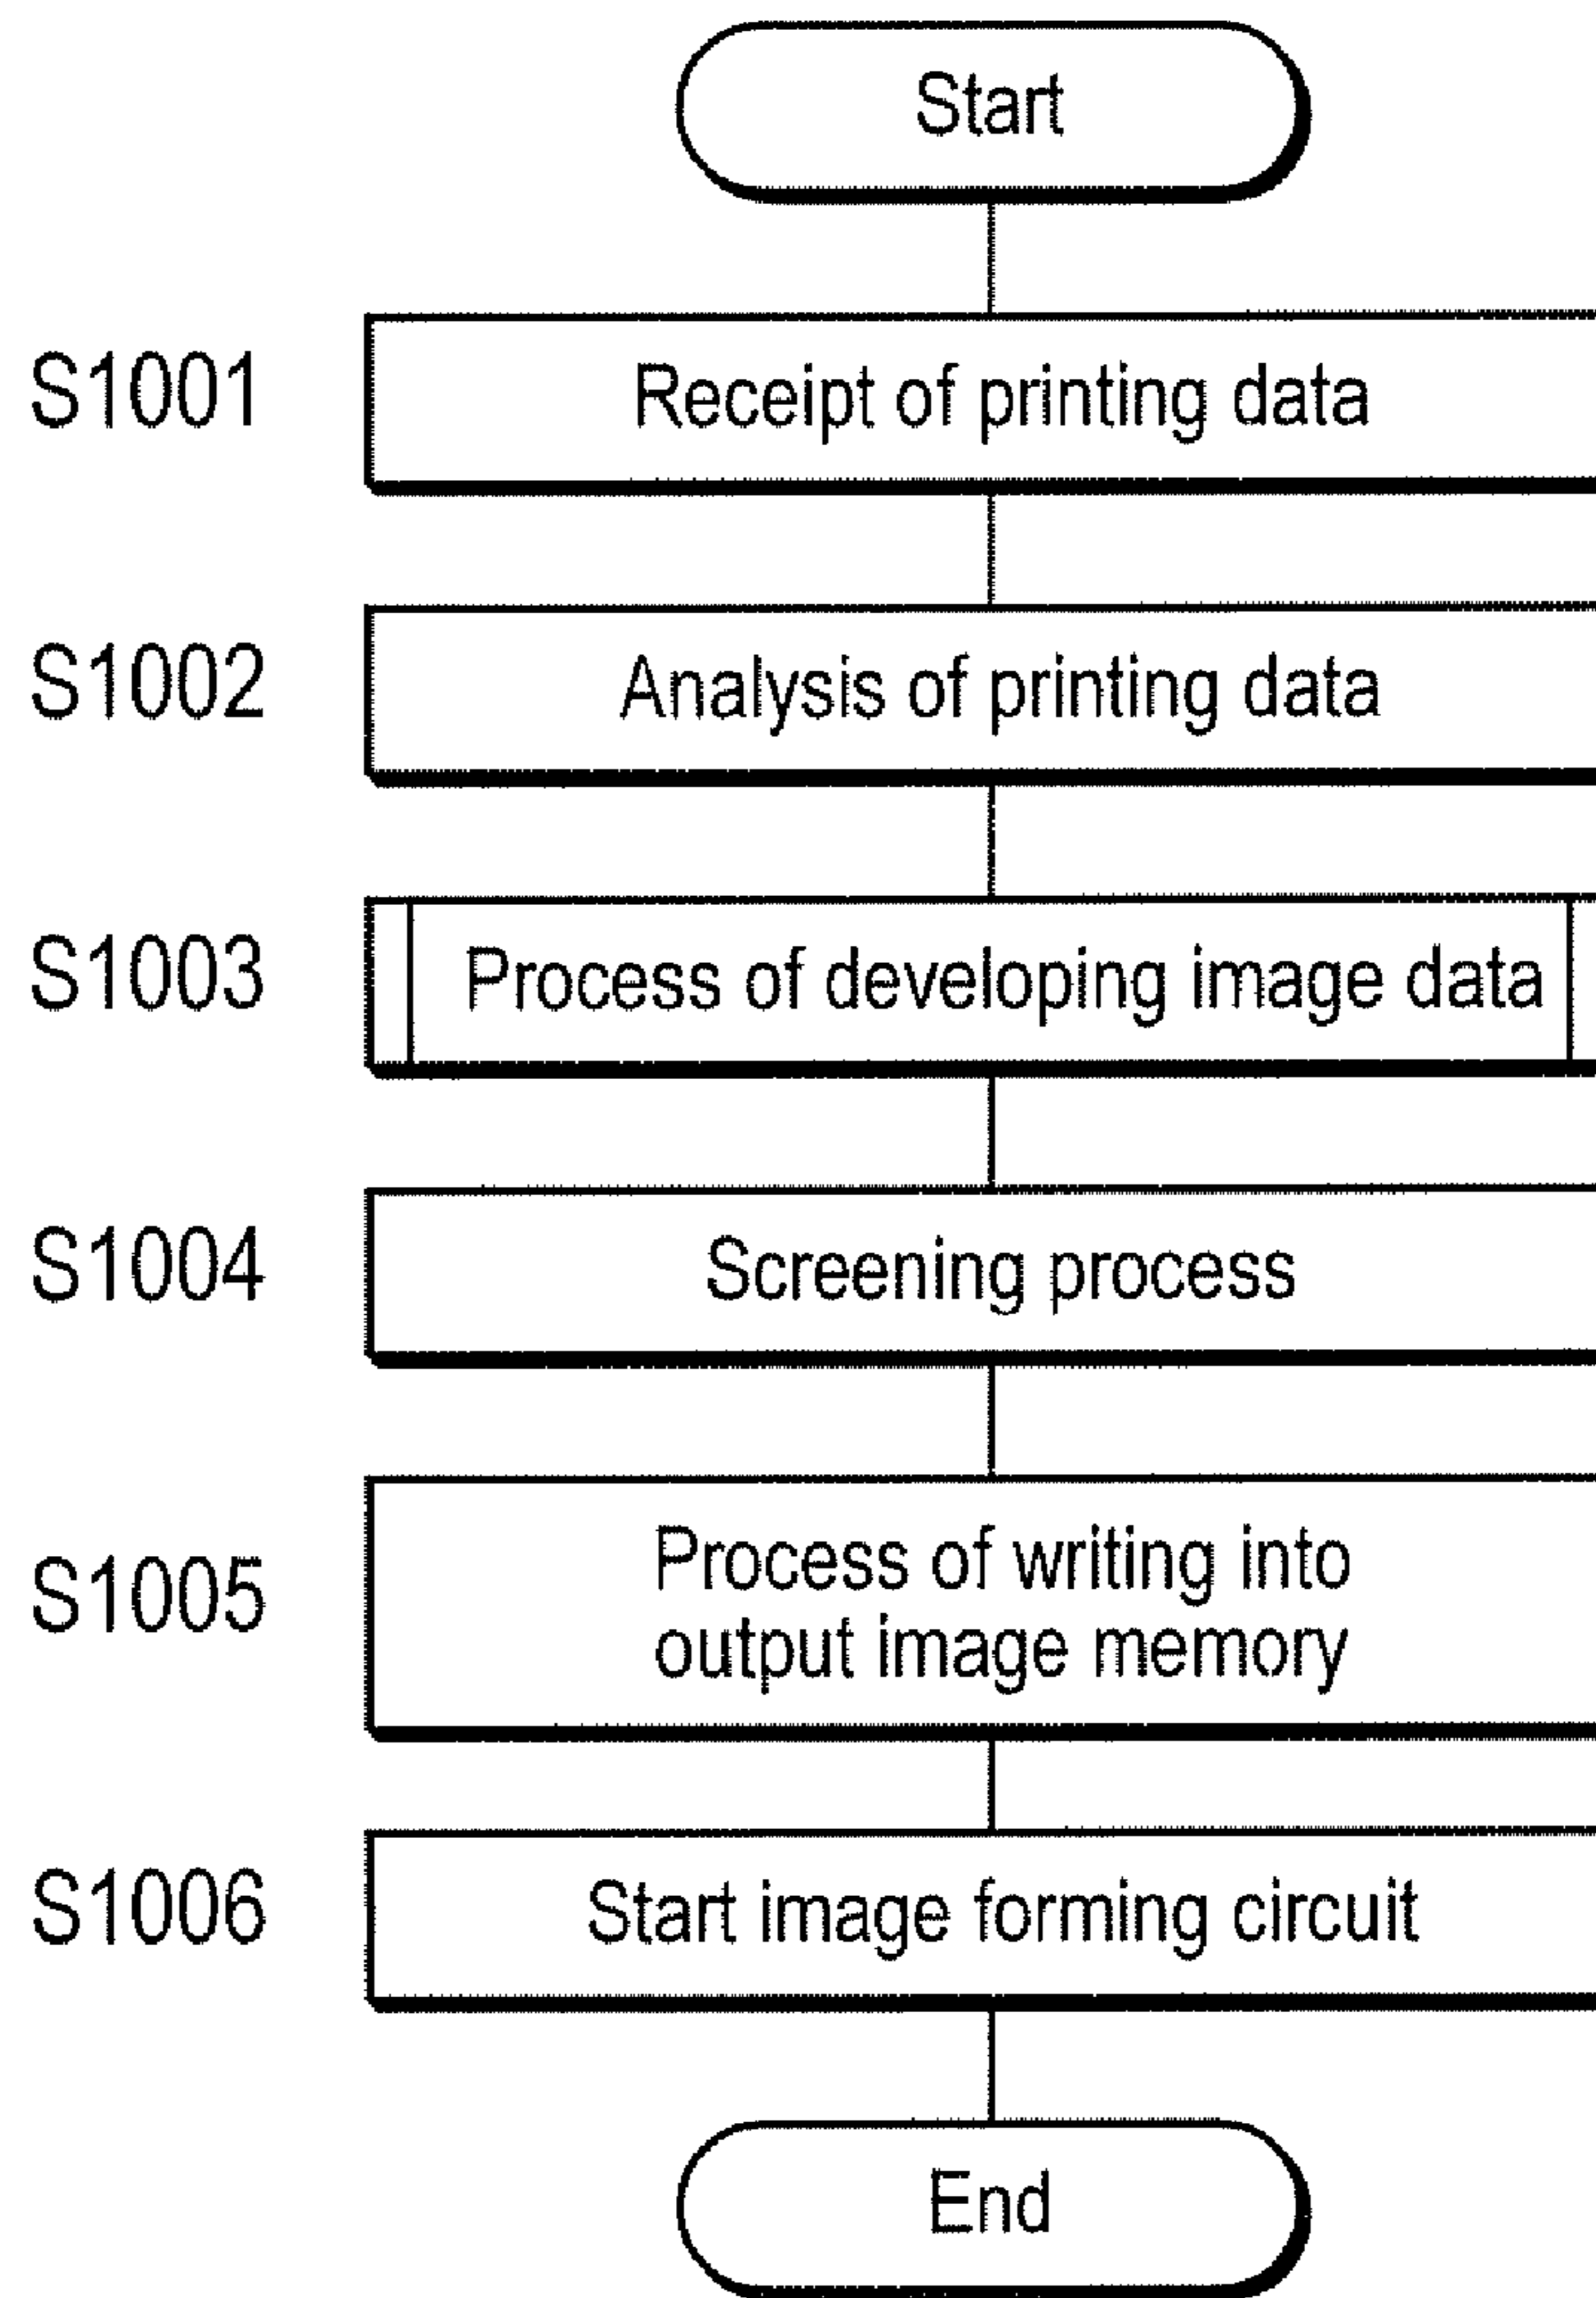 Start
S1001 Receipt of printing data
S1002 Analysis of printing data
S1003 Process of developing image data
S1004 Screening process
S1005 Process of writing into
output image memory
S1006 Start image forming circuit
End